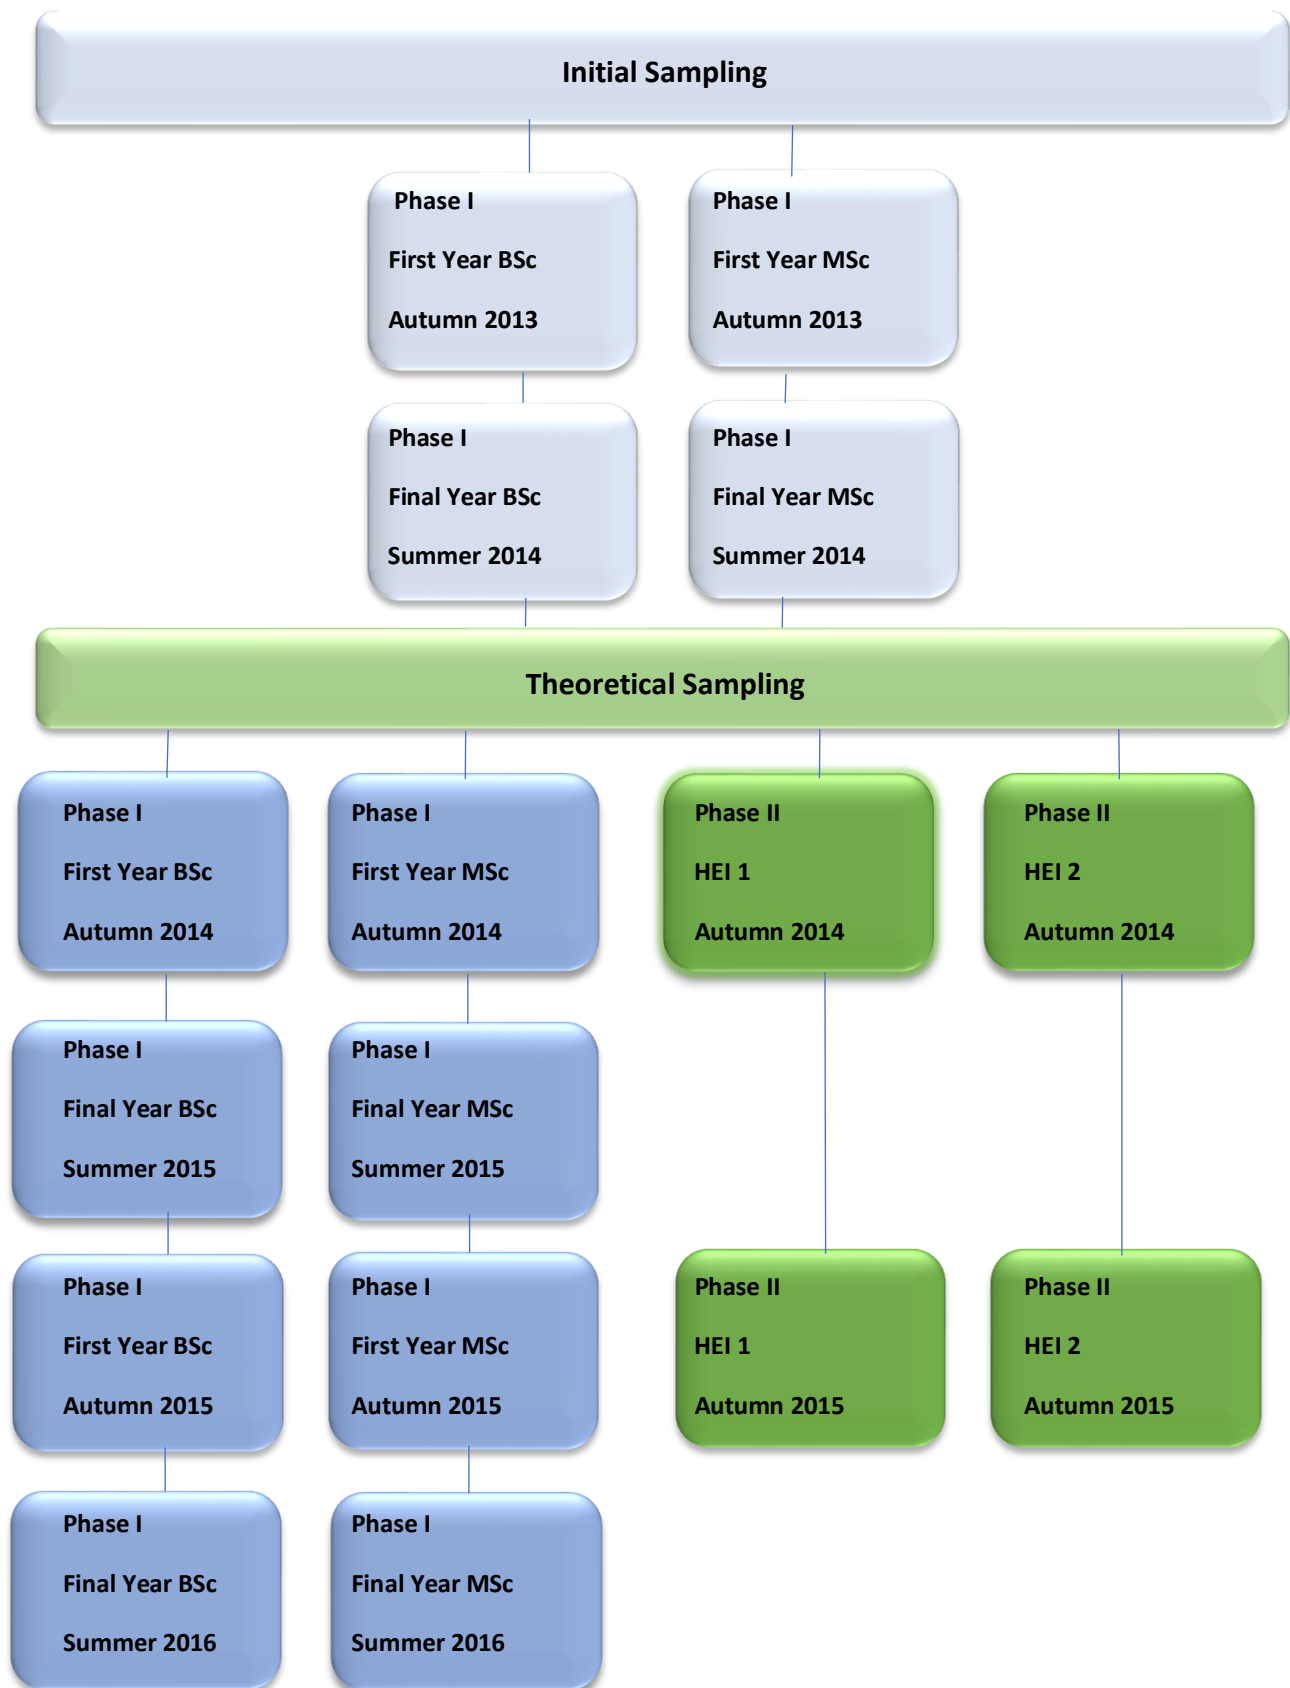 Initial Sampling
Phase I
First Year BSc
Autumn 2013
Phase I
First Year MSc
Autumn 2013
Phase I
Final Year BSc
Summer 2014
Phase I
Final Year MSc
Summer 2014
Theoretical Sampling
Phase I
First Year BSc
Autumn 2014
Phase I
First Year MSc
Autumn 2014
Phase II
HEI 1
Autumn 2014
Phase II
HEI 2
Autumn 2014
Phase I
Final Year BSc
Summer 2015
Phase I
Final Year MSc
Summer 2015
Phase I
First Year BSc
Autumn 2015
Phase I
First Year MSc
Autumn 2015
Phase II
HEI 1
Autumn 2015
Phase II
HEI 2
Autumn 2015
Phase I
Final Year BSc
Summer 2016
Phase I
Final Year MSc
Summer 2016